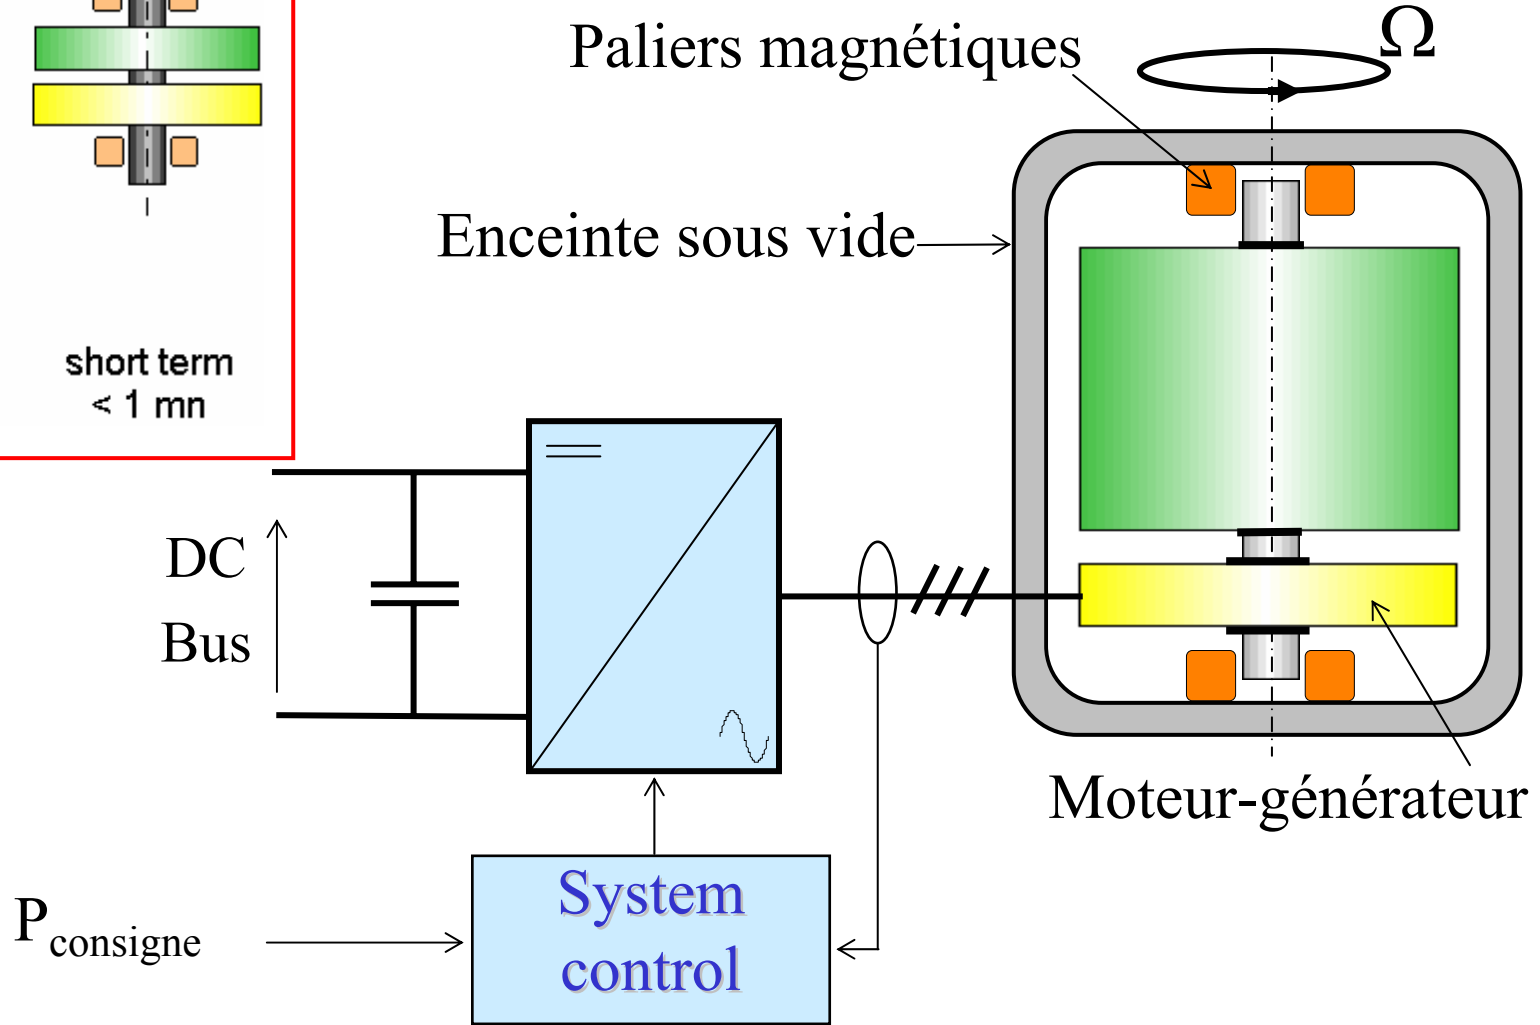 Paliers magnétiques
Ω
Enceinte sous vide
short term
< 1 mn
DC
Bus
Moteur-générateur
System
control
Pconsigne